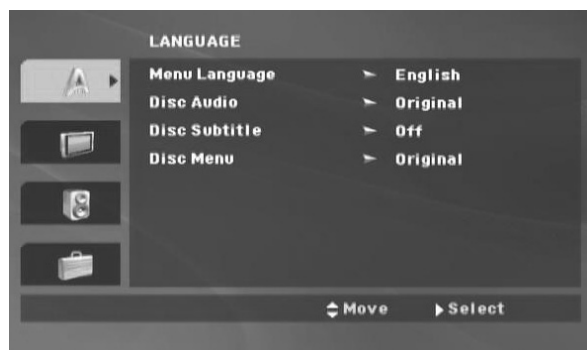 LANGUAGE
Menu Language ➢ English
Disc Audio ➢ Original
Disc Subtitle ➢ Off
Disc Menu ➢ Original
Move Select